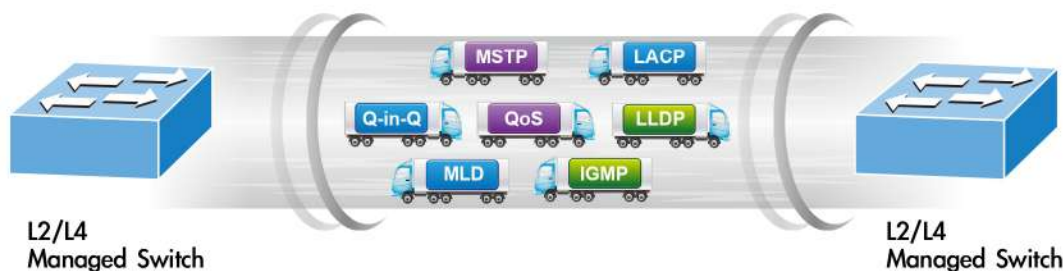 MSTP
LACP
Q-in-Q
QoS
LLDP
MLD
IGMP
L2/L4
Managed Switch
L2/L4
Managed Switch